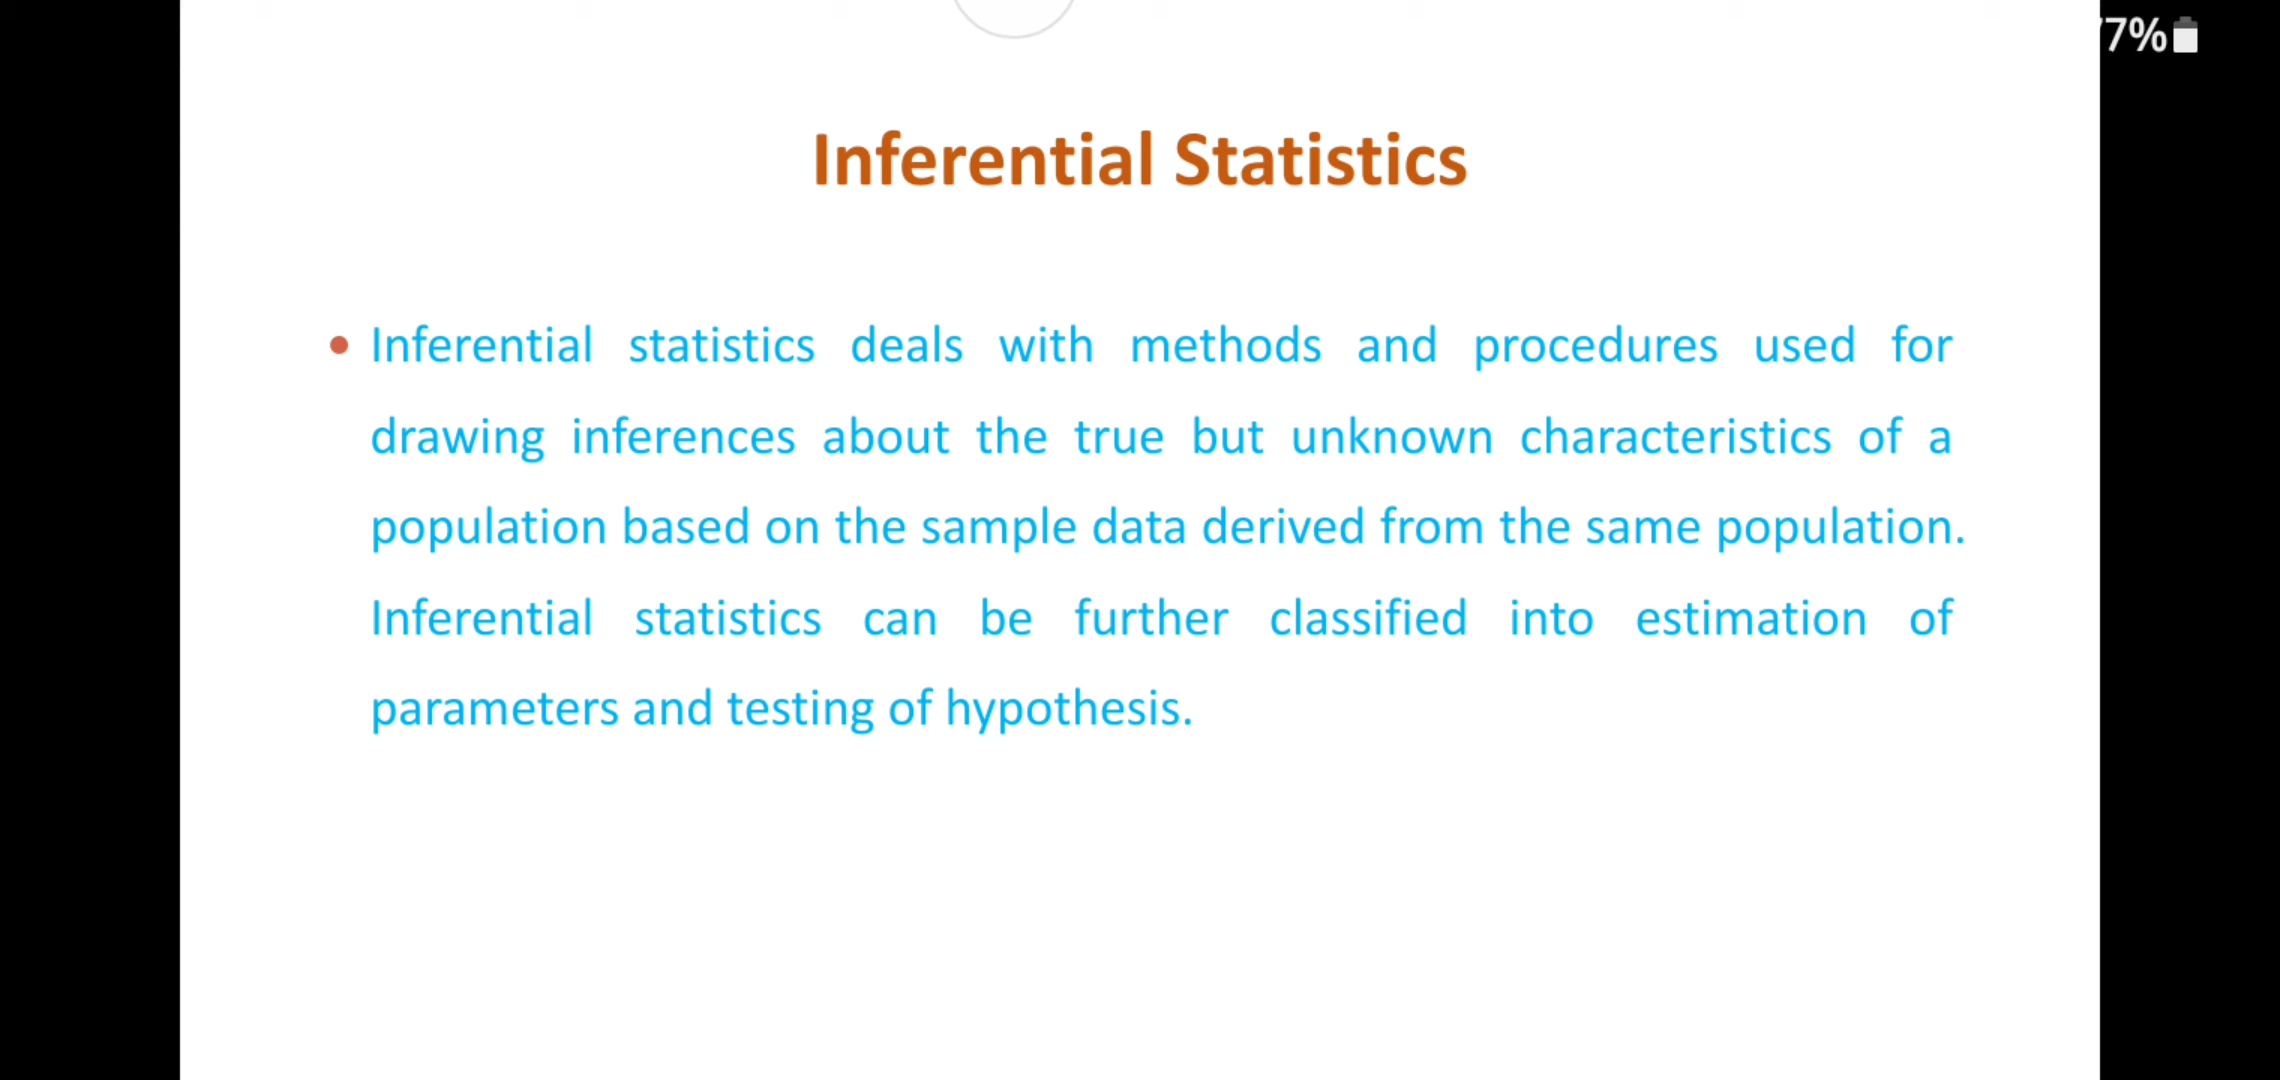 77%
Inferential Statistics
• Inferential statistics deals with methods and procedures used for
drawing inferences about the true but unknown characteristics of a
population based on the sample data derived from the same population.
Inferential statistics can be further classified into estimation of
parameters and testing of hypothesis.